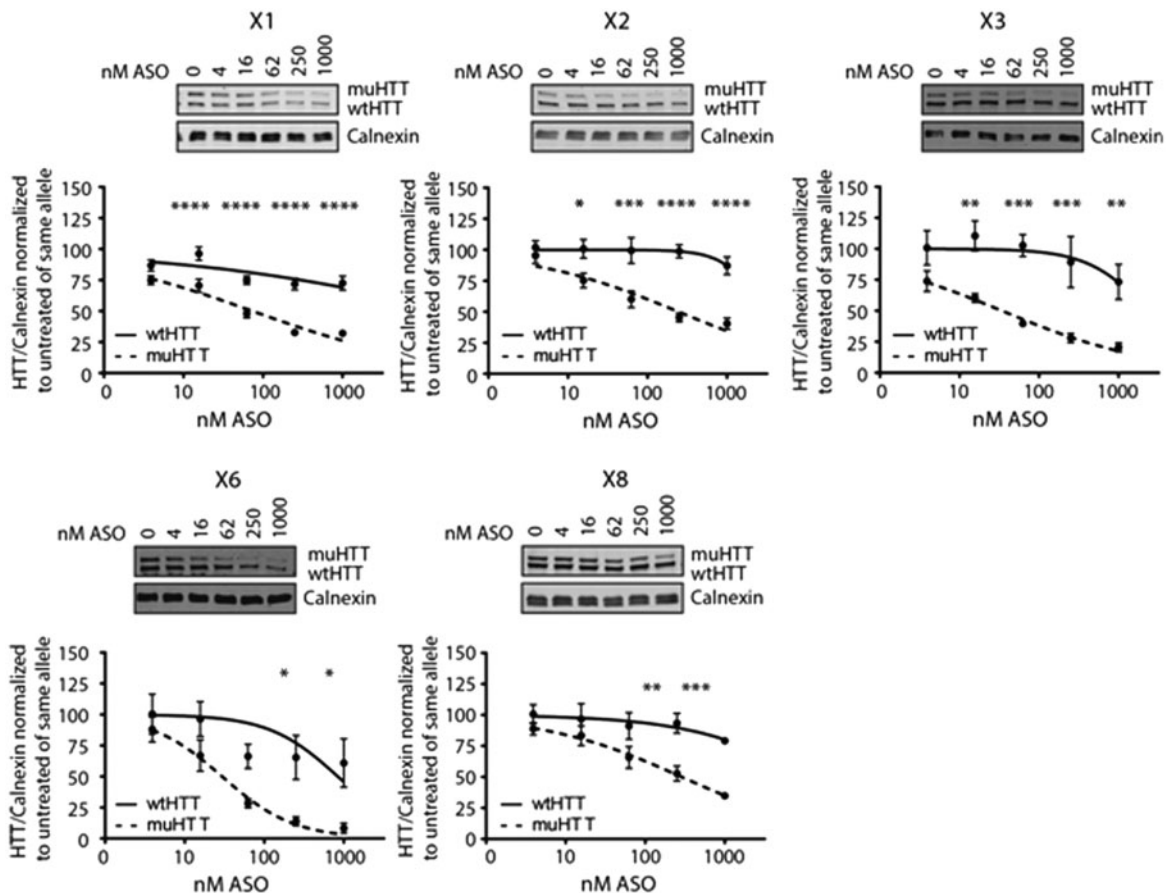 X1
nM ASO 0 4 16 62 250 1000
muHTT
wtHTT
Calnexin
HTT/Calnexin normalized
to untreated of same allele
150
125
100
75
50
25
0
**** **** **** ****
wtHTT
muHTT
0 10 100 1000
nM ASO
X2
nM ASO 0 4 16 62 250 1000
muHTT
wtHTT
Calnexin
HTT/Calnexin normalized
to untreated of same allele
150
125
100
75
50
25
0
* *** **** ****
wtHTT
muHTT
0 10 100 1000
nM ASO
X3
nM ASO 0 4 16 62 250 1000
muHTT
wtHTT
Calnexin
HTT/Calnexin normalized
to untreated of same allele
150
125
100
75
50
25
0
** *** *** **
wtHTT
muHTT
0 10 100 1000
nM ASO
X6
nM ASO 0 4 16 62 250 1000
muHTT
wtHTT
Calnexin
HTT/Calnexin normalized
to untreated of same allele
150
125
100
75
50
25
0
* *
wtHTT
muHTT
0 10 100 1000
nM ASO
X8
nM ASO 0 4 16 62 250 1000
muHTT
wtHTT
Calnexin
HTT/Calnexin normalized
to untreated of same allele
150
125
100
75
50
25
0
** ***
wtHTT
muHTT
0 10 100 1000
nM ASO